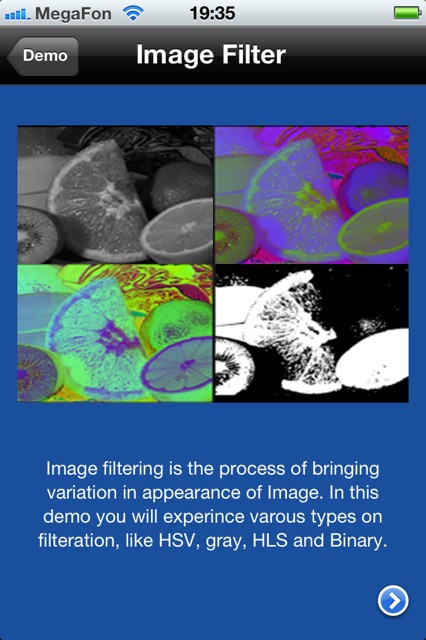 MegaFon 19:35
Demo Image Filter
Image filtering is the process of bringing
variation in appearance of Image. In this
demo you will experince varous types on
filteration, like HSV, gray, HLS and Binary.